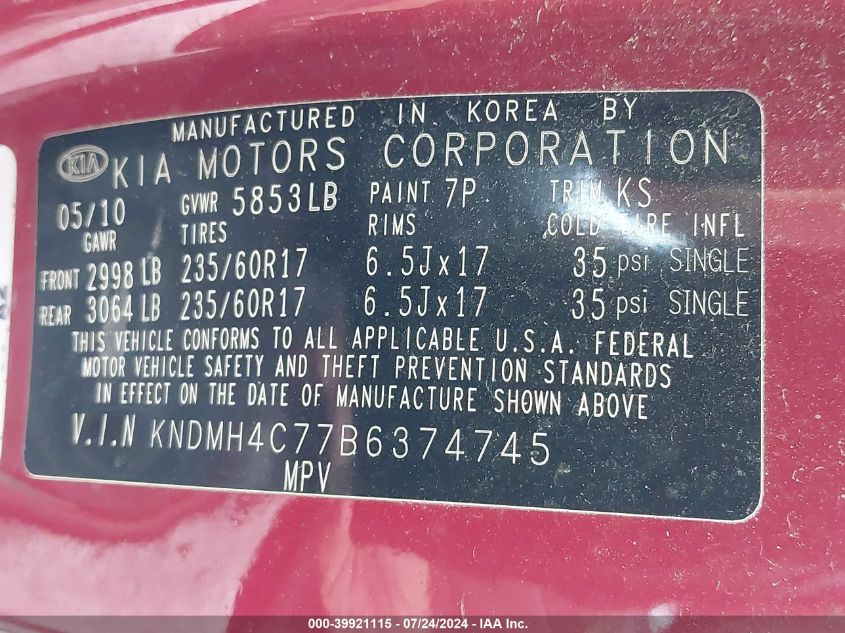 MANUFACTURED IN KOREA BY
KIA KIA MOTORS CORPORATION
05/10 GVWR 5853LB PAINT 7P TRIM KS
GAWR TIRES RIMS COLD TIRE INFL
FRONT 2998 LB 235/60R17 6.5Jx17 35 psi SINGLE
REAR 3064 LB 235/60R17 6.5Jx17 35 psi SINGLE
THIS VEHICLE CONFORMS TO ALL APPLICABLE U.S.A. FEDERAL
MOTOR VEHICLE SAFETY AND THEFT PREVENTION STANDARDS
IN EFFECT ON THE DATE OF MANUFACTURE SHOWN ABOVE
V.I.N KNDMH4C77B6374745
MPV
000-39921115 - 07/24/2024 - IAA Inc.